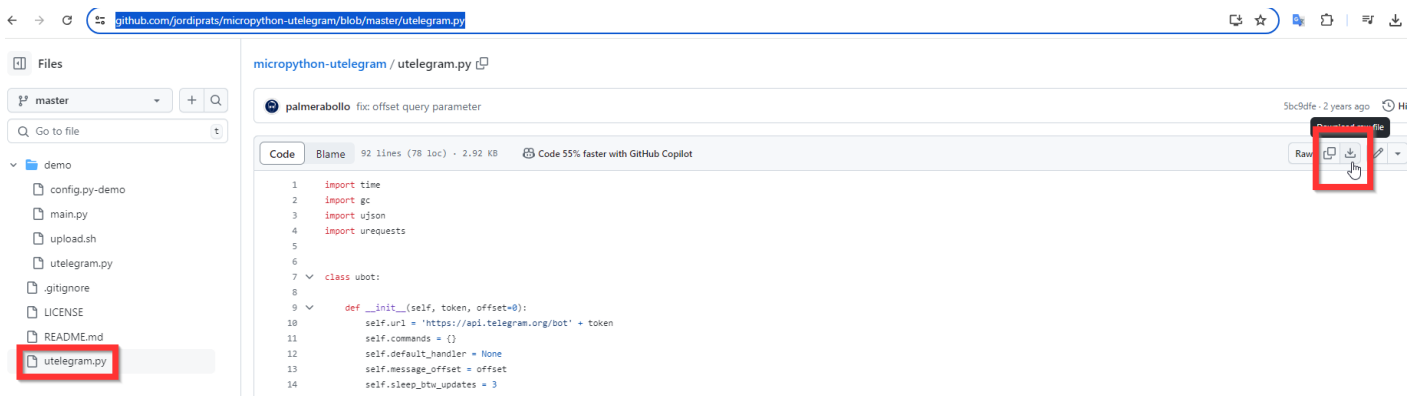 github.com/jordiprats/micropython-utelegram/blob/master/utelegram.py
Files
master
Go to file
t
demo
config.py-demo
main.py
upload.sh
utelegram.py
.gitignore
LICENSE
README.md
utelegram.py
micropython-utelegram / utelegram.py
palmerabollo fix: offset query parameter
5bc9dfe · 2 years ago
Download raw file
Code Blame 92 lines (78 loc) · 2.92 KB Code 55% faster with GitHub Copilot
Raw
1 import time
2 import gc
3 import ujson
4 import urequests
5
6
7 class ubot:
8
9 def __init__(self, token, offset=0):
10 self.url = 'https://api.telegram.org/bot' + token
11 self.commands = {}
12 self.default_handler = None
13 self.message_offset = offset
14 self.sleep_btw_updates = 3